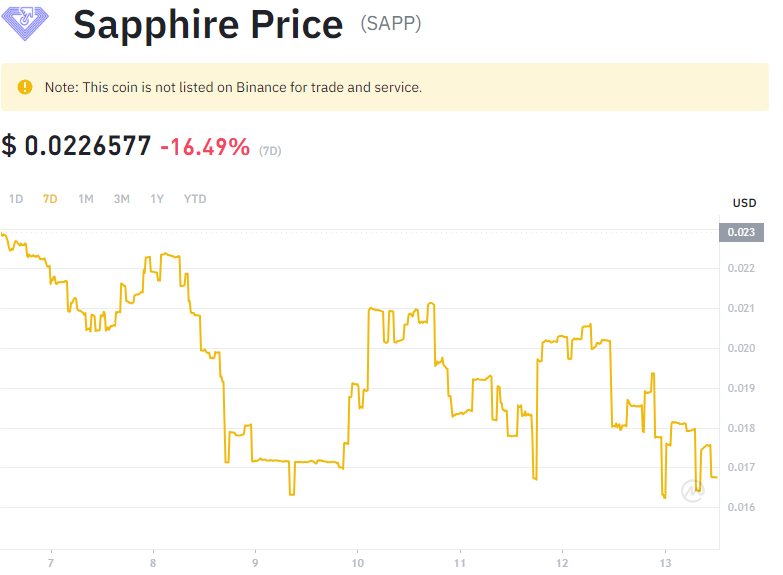 Sapphire Price (SAPP)
Note: This coin is not listed on Binance for trade and service.
$ 0.0226577 -16.49% (7D)
1D 7D 1M 3M 1Y YTD
USD
0.023
0.022
0.021
0.020
0.019
0.018
0.017
0.016
7 8 9 10 11 12 13